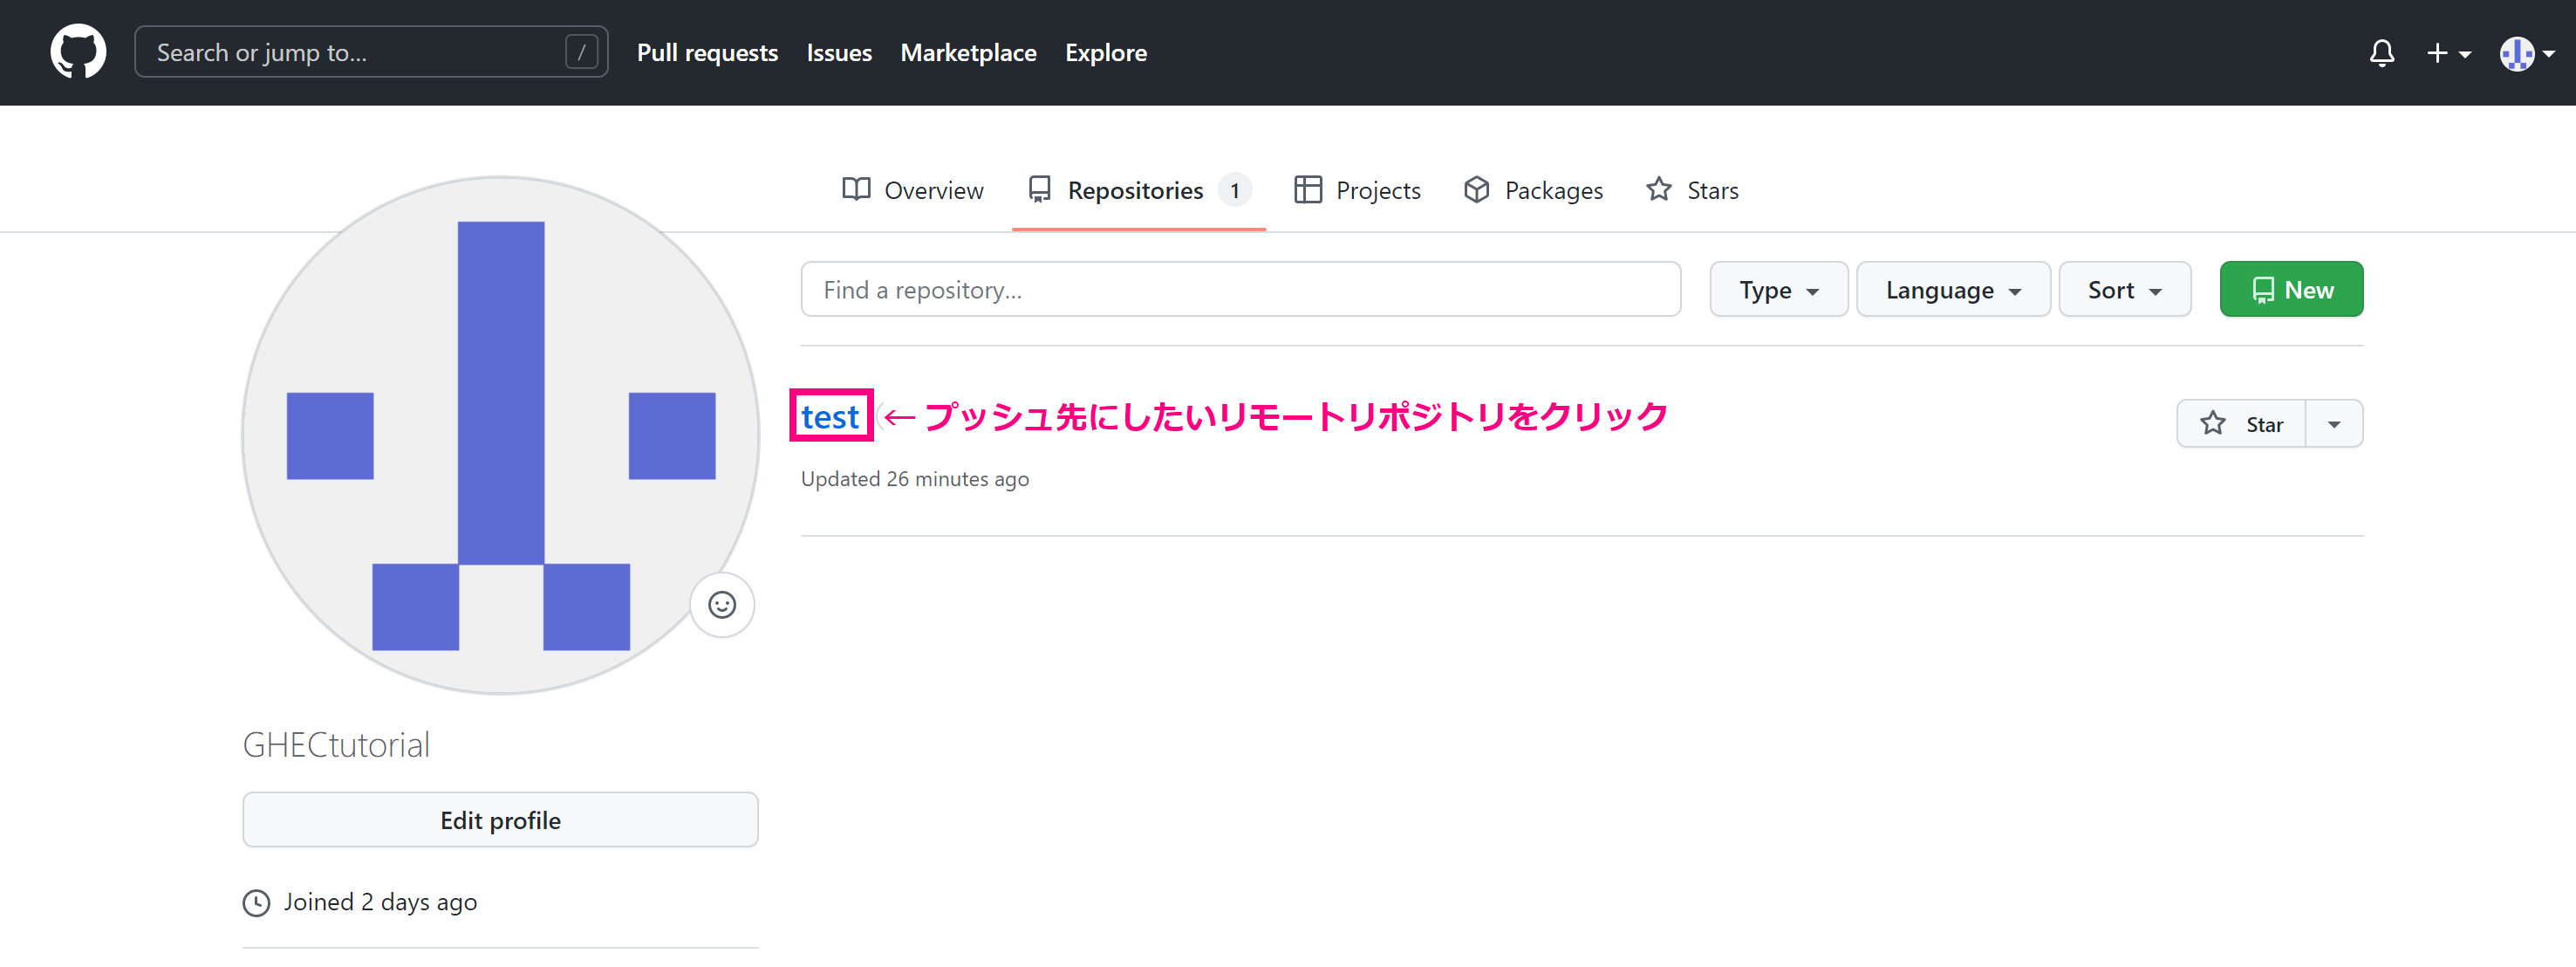 Search or jump to... / Pull requests Issues Marketplace Explore
Overview Repositories 1 Projects Packages Stars
Find a repository... Type Language Sort New
test ← プッシュ先にしたいリモートリポジトリをクリック Star
Updated 26 minutes ago
GHECtutorial
Edit profile
Joined 2 days ago